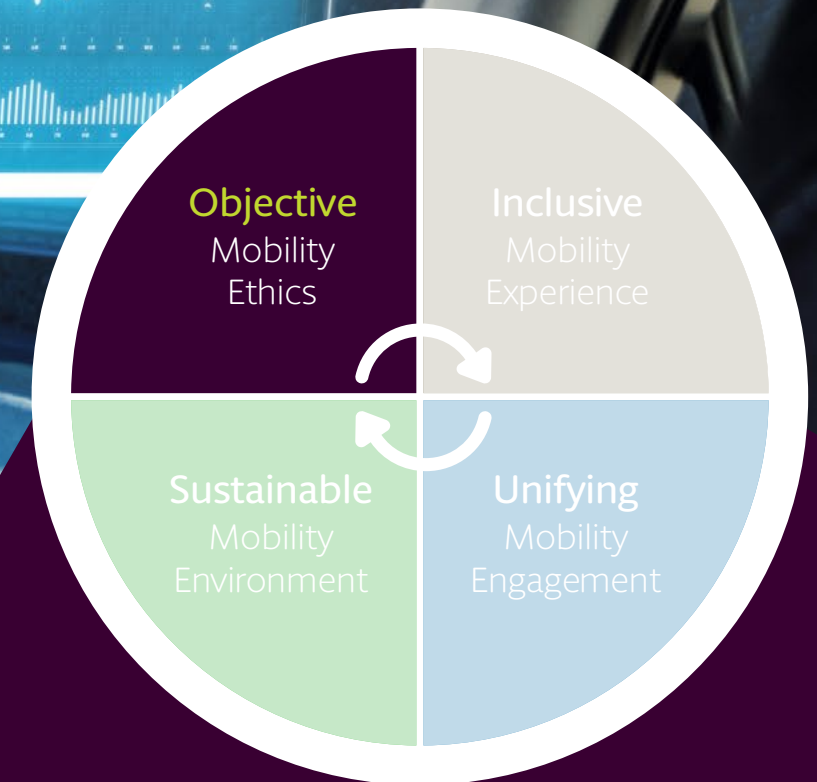 Objective
Mobility
Ethics
Inclusive
Mobility
Experience
Sustainable
Mobility
Environment
Unifying
Mobility
Engagement